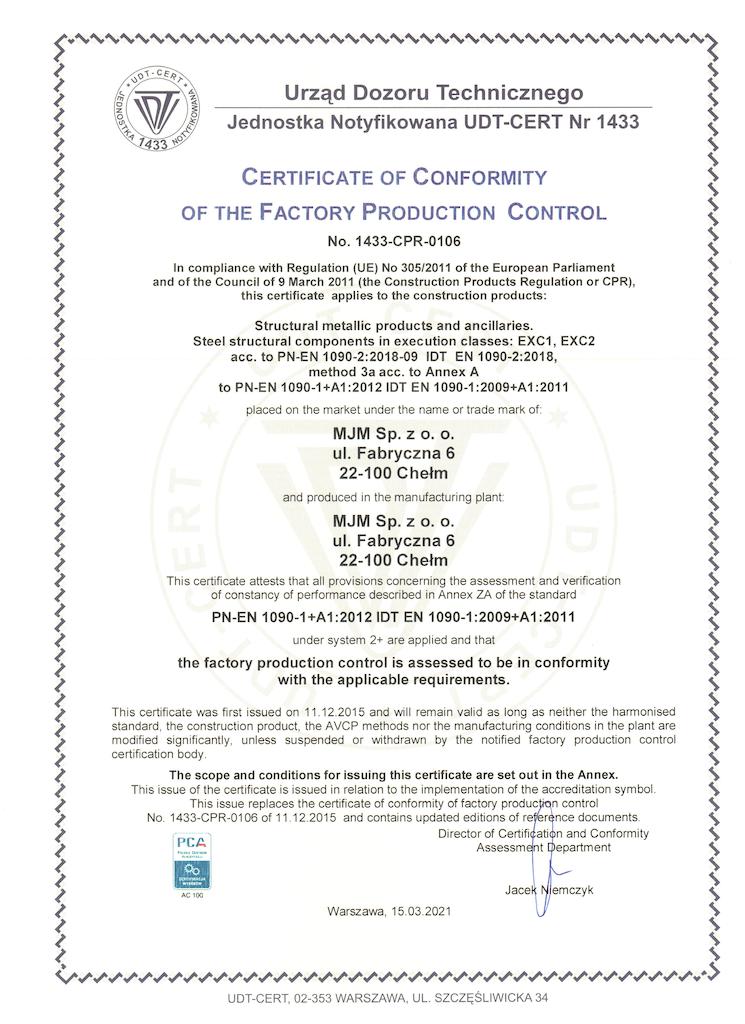 UDT-CERT
JEDNOSTKA NOTYFIKOWANA
UDT
1433
Urząd Dozoru Technicznego
Jednostka Notyfikowana UDT-CERT Nr 1433
CERTIFICATE OF CONFORMITY
OF THE FACTORY PRODUCTION CONTROL
No. 1433-CPR-0106
In compliance with Regulation (UE) No 305/2011 of the European Parliament
and of the Council of 9 March 2011 (the Construction Products Regulation or CPR),
this certificate applies to the construction products:
Structural metallic products and ancillaries.
Steel structural components in execution classes: EXC1, EXC2
acc. to PN-EN 1090-2:2018-09 IDT EN 1090-2:2018,
method 3a acc. to Annex A
to PN-EN 1090-1+A1:2012 IDT EN 1090-1:2009+A1:2011
placed on the market under the name or trade mark of:
MJM Sp. z o. o.
ul. Fabryczna 6
22-100 Chełm
and produced in the manufacturing plant:
MJM Sp. z o. o.
ul. Fabryczna 6
22-100 Chełm
This certificate attests that all provisions concerning the assessment and verification
of constancy of performance described in Annex ZA of the standard
PN-EN 1090-1+A1:2012 IDT EN 1090-1:2009+A1:2011
under system 2+ are applied and that
the factory production control is assessed to be in conformity
with the applicable requirements.
This certificate was first issued on 11.12.2015 and will remain valid as long as neither the harmonised
standard, the construction product, the AVCP methods nor the manufacturing conditions in the plant are
modified significantly, unless suspended or withdrawn by the notified factory production control
certification body.
The scope and conditions for issuing this certificate are set out in the Annex.
This issue of the certificate is issued in relation to the implementation of the accreditation symbol.
This issue replaces the certificate of conformity of factory production control
No. 1433-CPR-0106 of 11.12.2015 and contains updated editions of reference documents.
Director of Certification and Conformity
Assessment Department
PCA
CERTYFIKACJA
WYROBÓW
AC 100
Jacek Niemczyk
Warszawa, 15.03.2021
UDT-CERT, 02-353 WARSZAWA, UL. SZCZĘŚLIWICKA 34